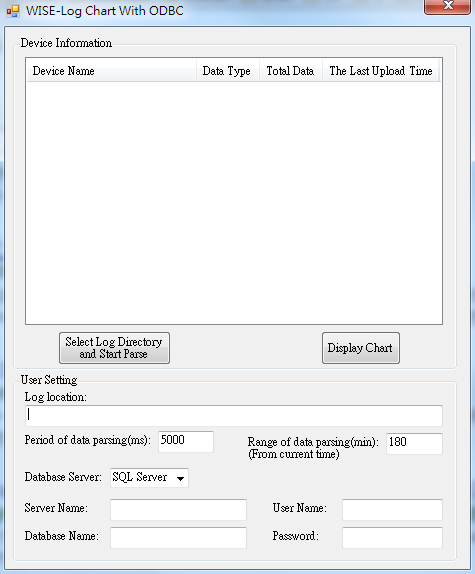 WISE-Log Chart With ODBC
Device Information
Device Name Data Type Total Data The Last Upload Time
Select Log Directory
and Start Parse
Display Chart
User Setting
Log location:
Period of data parsing(ms): 5000
Range of data parsing(min): 180
(From current time)
Database Server: SQL Server
Server Name:
User Name:
Database Name:
Password: